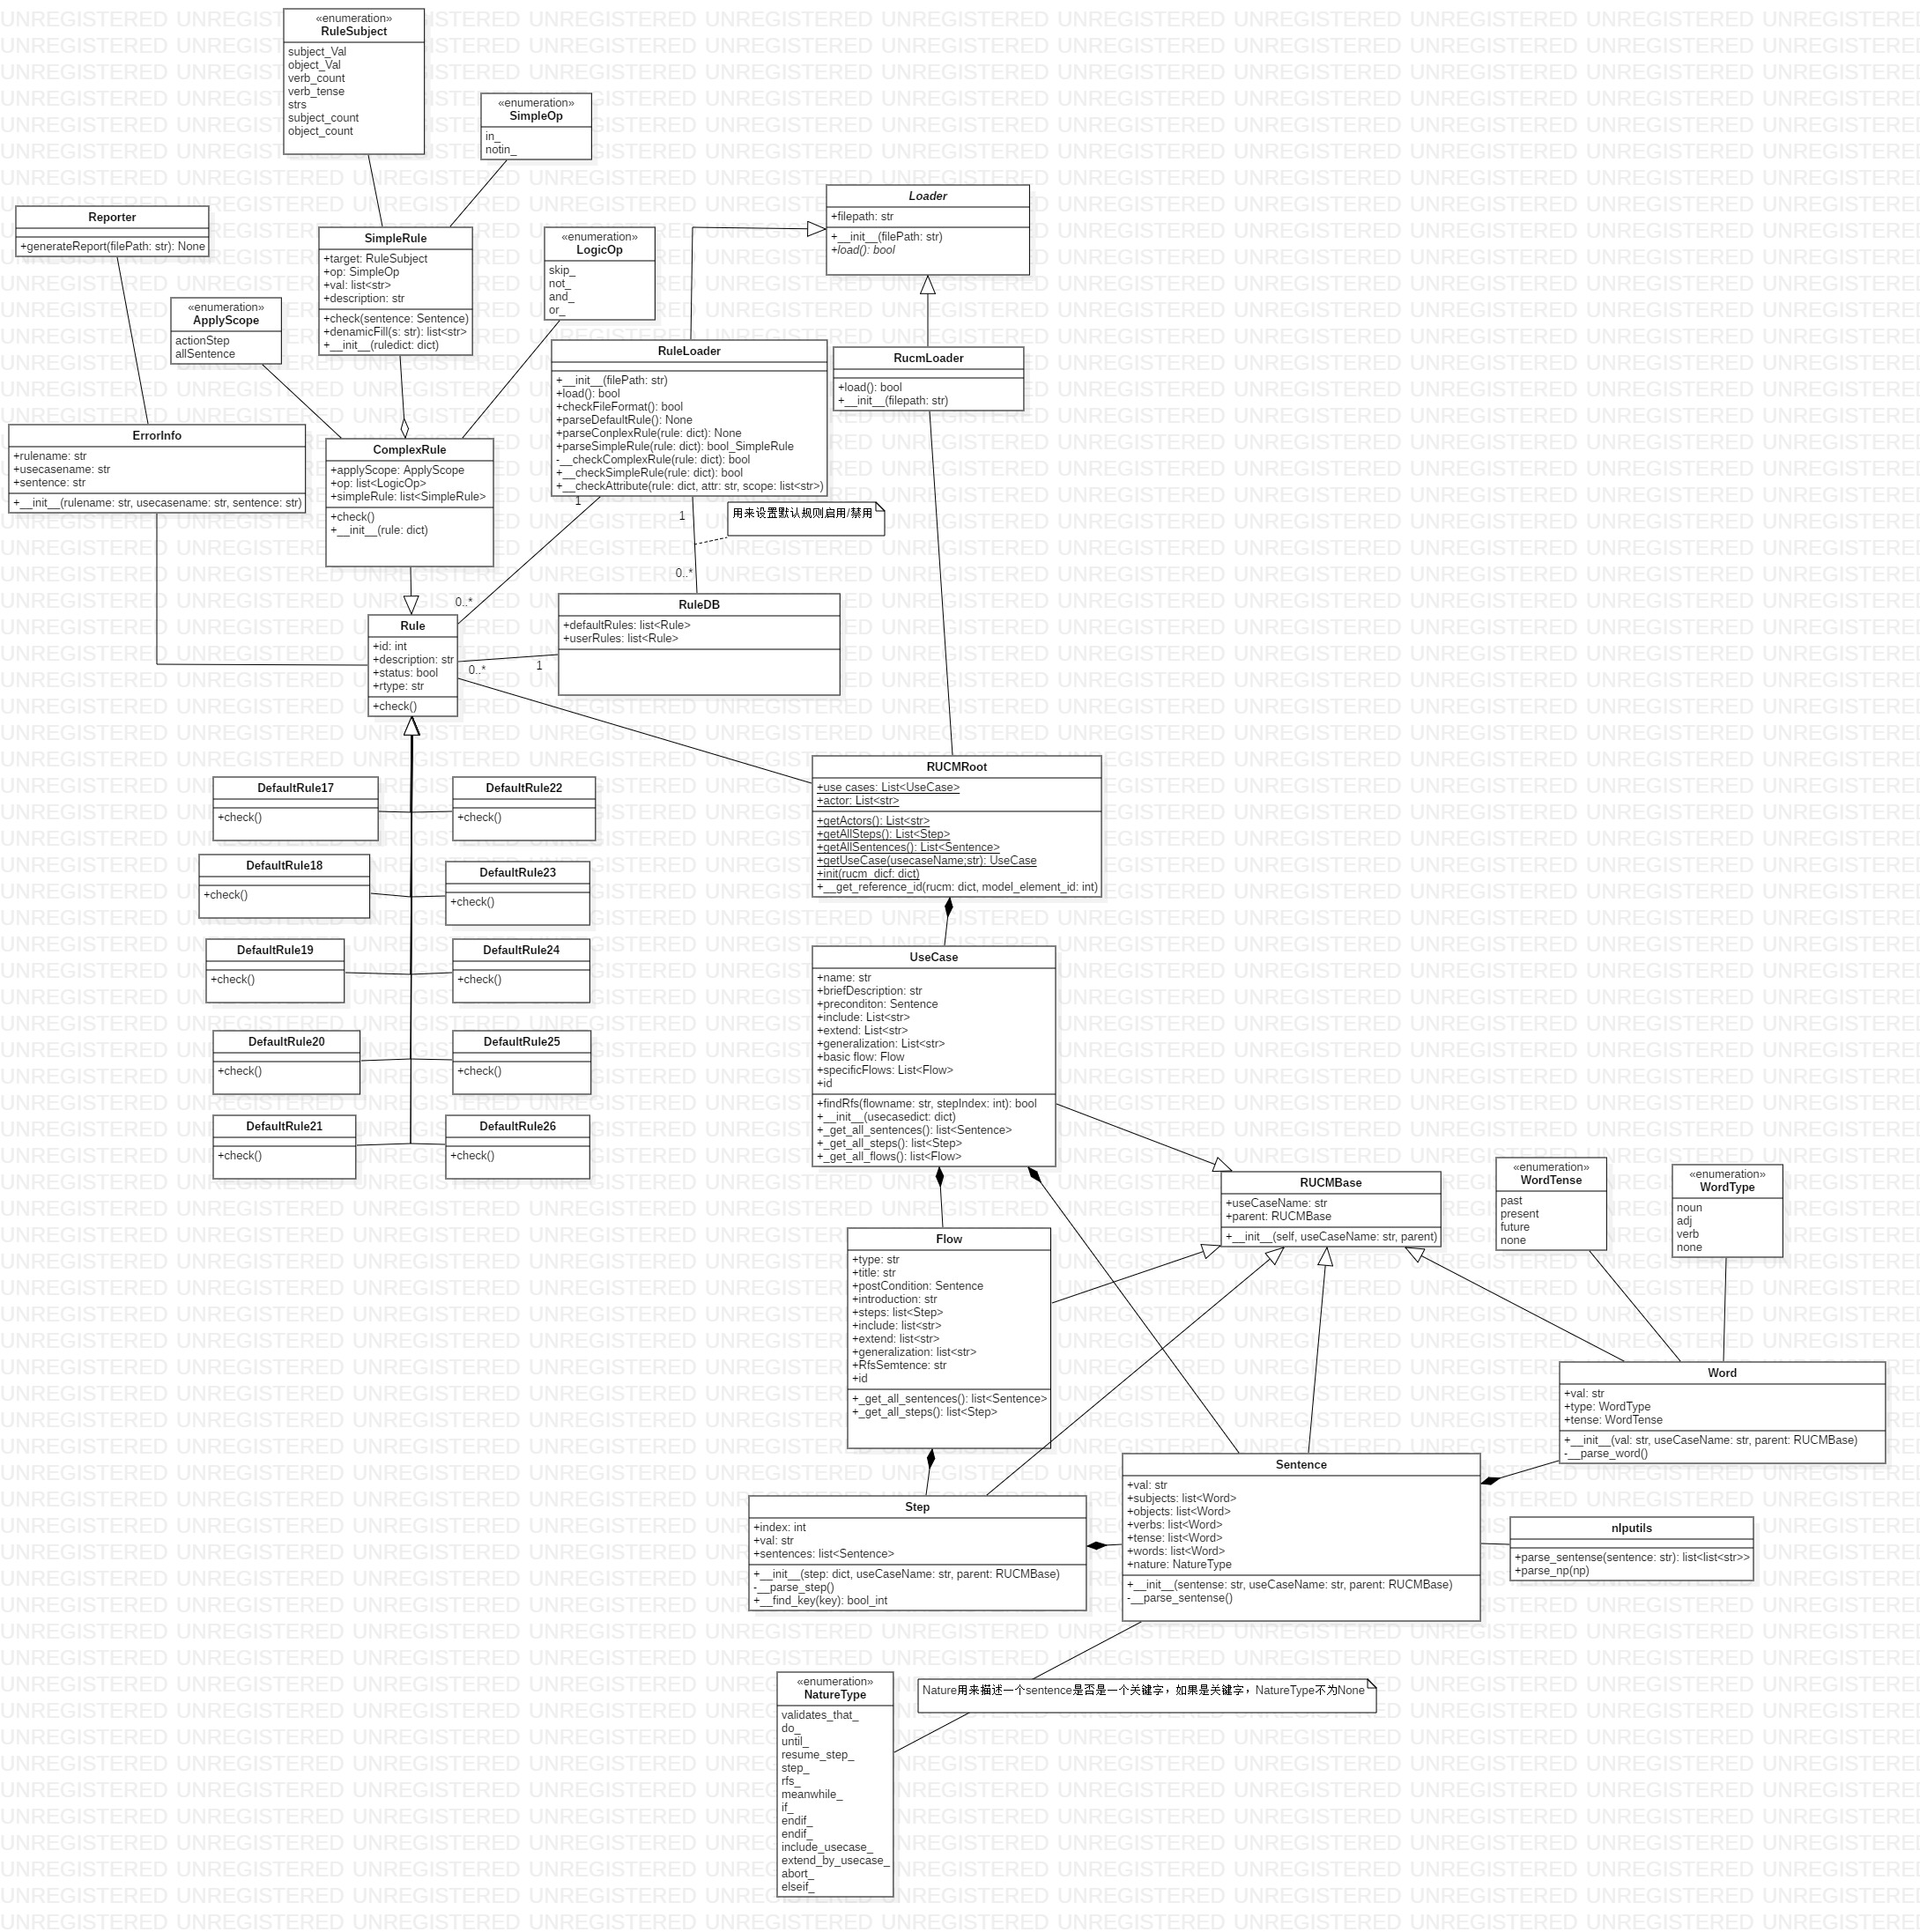 «enumeration»
RuleSubject
subject_Val
object_Val
verb_count
verb_tense
strs
subject_count
object_count
«enumeration»
SimpleOp
in_
notin_
Reporter
+generateReport(filePath: str): None
SimpleRule
+target: RuleSubject
+op: SimpleOp
+val: list<str>
+description: str
+check(sentence: Sentence)
+denamicFill(s: str): list<str>
+__init__(ruledict: dict)
«enumeration»
LogicOp
skip_
not_
and_
or_
Loader
+filepath: str
+__init__(filePath: str)
+load(): bool
«enumeration»
ApplyScope
actionStep
allSentence
RuleLoader
+__init__(filePath: str)
+load(): bool
+checkFileFormat(): bool
+parseDefaultRule(): None
+parseConplexRule(rule: dict): None
+parseSimpleRule(rule: dict): bool_SimpleRule
-__checkComplexRule(rule: dict): bool
+__checkSimpleRule(rule: dict): bool
+__checkAttribute(rule: dict, attr: str, scope: list<str>)
RucmLoader
+load(): bool
+__init__(filepath: str)
ErrorInfo
+rulename: str
+usecasename: str
+sentence: str
+__init__(rulename: str, usecasename: str, sentence: str)
ComplexRule
+applyScope: ApplyScope
+op: list<LogicOp>
+simpleRule: list<SimpleRule>
+check()
+__init__(rule: dict)
1
1
用来设置默认规则启用/禁用
0..*
0..*
Rule
+id: int
+description: str
+status: bool
+rtype: str
+check()
0..*
1
RuleDB
+defaultRules: list<Rule>
+userRules: list<Rule>
RUCMRoot
+use cases: List<UseCase>
+actor: List<str>
+getActors(): List<str>
+getAllSteps(): List<Step>
+getAllSentences(): List<Sentence>
+getUseCase(usecaseName;str): UseCase
+init(rucm_dicf: dict)
+__get_reference_id(rucm: dict, model_element_id: int)
DefaultRule17
+check()
DefaultRule22
+check()
DefaultRule18
+check()
DefaultRule23
+check()
DefaultRule19
+check()
DefaultRule24
+check()
DefaultRule20
+check()
DefaultRule25
+check()
DefaultRule21
+check()
DefaultRule26
+check()
UseCase
+name: str
+briefDescription: str
+preconditon: Sentence
+include: List<str>
+extend: List<str>
+generalization: List<str>
+basic flow: Flow
+specificFlows: List<Flow>
+id
+findRfs(flowname: str, stepIndex: int): bool
+__init__(usecasedict: dict)
+_get_all_sentences(): list<Sentence>
+_get_all_steps(): list<Step>
+_get_all_flows(): list<Flow>
RUCMBase
+useCaseName: str
+parent: RUCMBase
+__init__(self, useCaseName: str, parent)
«enumeration»
WordTense
past
present
future
none
«enumeration»
WordType
noun
adj
verb
none
Flow
+type: str
+title: str
+postCondition: Sentence
+introduction: str
+steps: list<Step>
+include: list<str>
+extend: list<str>
+generalization: list<str>
+RfsSemtence: str
+id
+_get_all_sentences(): list<Sentence>
+_get_all_steps(): list<Step>
Word
+val: str
+type: WordType
+tense: WordTense
+__init__(val: str, useCaseName: str, parent: RUCMBase)
-__parse_word()
Step
+index: int
+val: str
+sentences: list<Sentence>
+__init__(step: dict, useCaseName: str, parent: RUCMBase)
-__parse_step()
+__find_key(key): bool_int
Sentence
+val: str
+subjects: list<Word>
+objects: list<Word>
+verbs: list<Word>
+tense: list<Word>
+words: list<Word>
+nature: NatureType
+__init__(sentense: str, useCaseName: str, parent: RUCMBase)
-__parse_sentense()
nlputils
+parse_sentense(sentence: str): list<list<str>>
+parse_np(np)
«enumeration»
NatureType
validates_that_
do_
until_
resume_step_
step_
rfs_
meanwhile_
if_
endif_
endif_
include_usecase_
extend_by_usecase_
abort_
elseif_
Nature用来描述一个sentence是否是一个关键字，如果是关键字，NatureType不为None